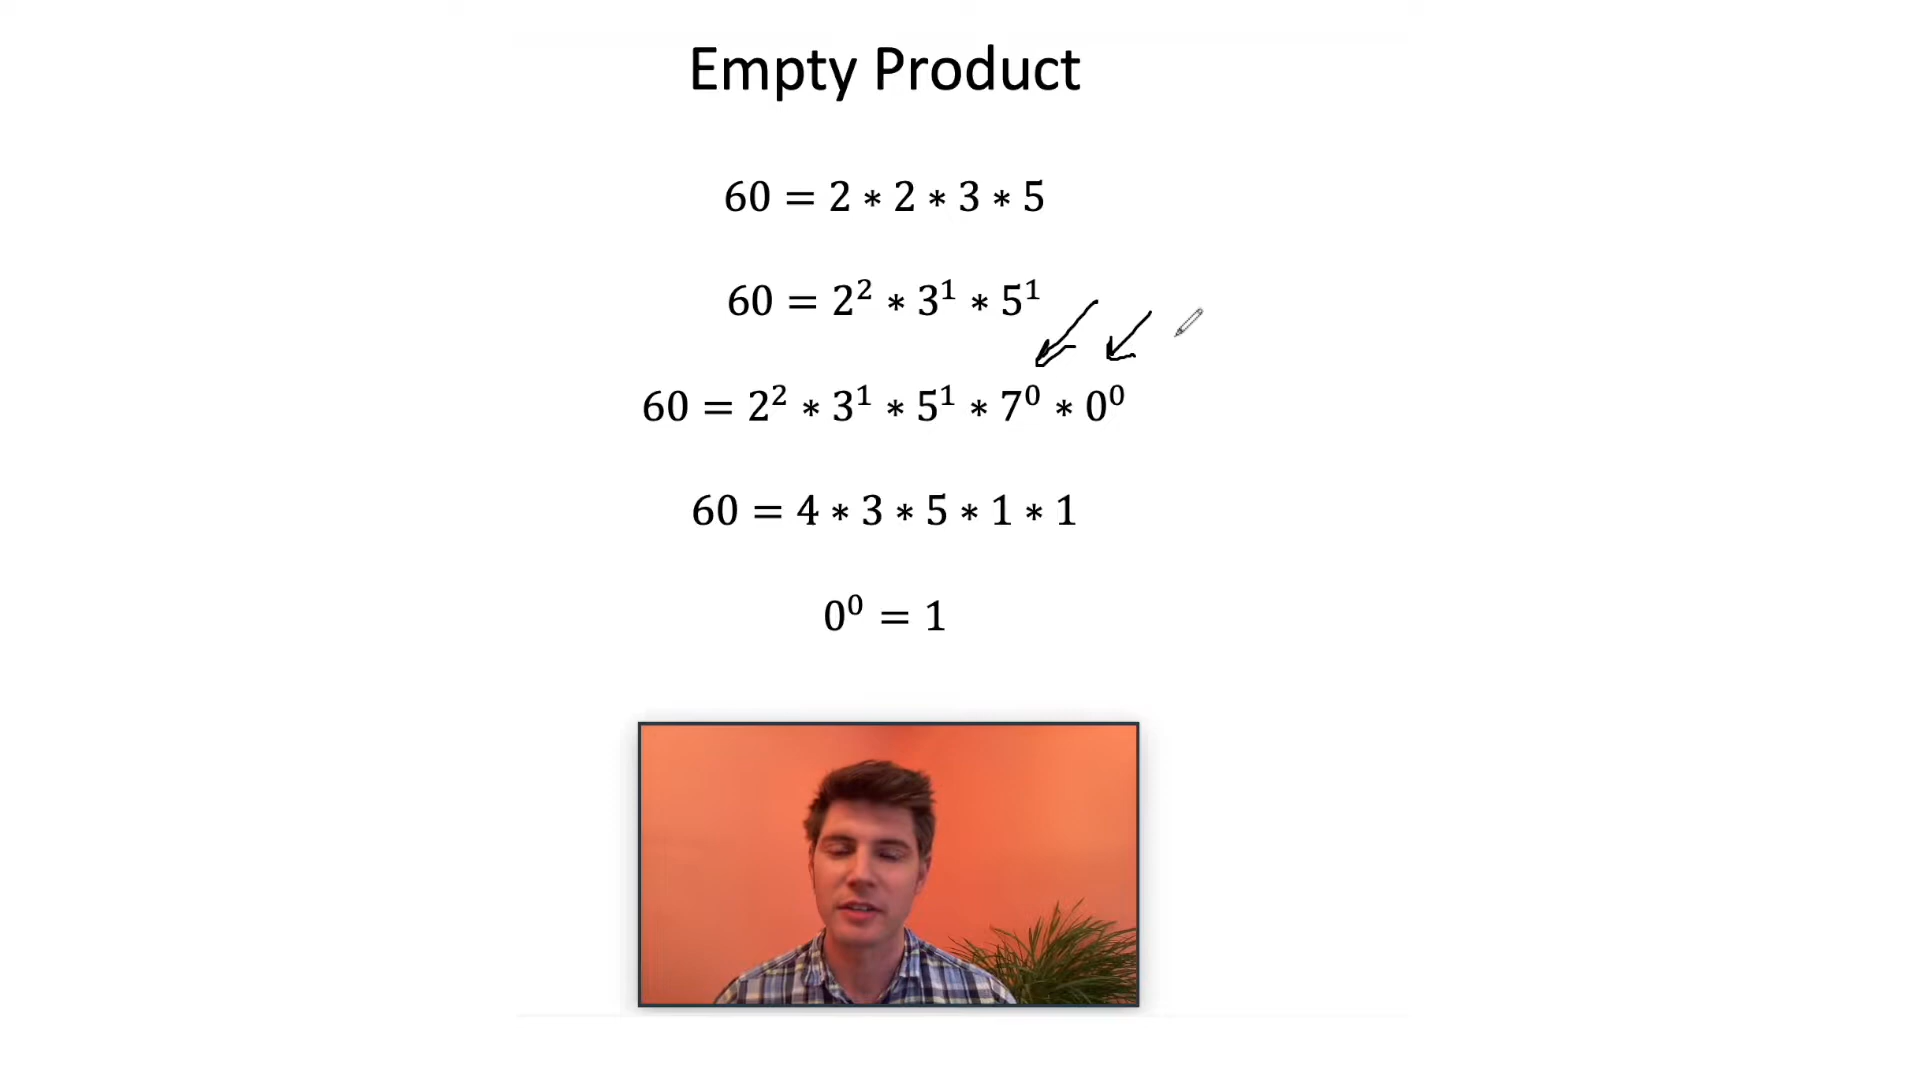 Empty Product
60 = 2 * 2 * 3 * 5
60 = 2² * 3¹ * 5¹
60 = 2² * 3¹ * 5¹ * 7⁰ * 0⁰
60 = 4 * 3 * 5 * 1 * 1
0⁰ = 1